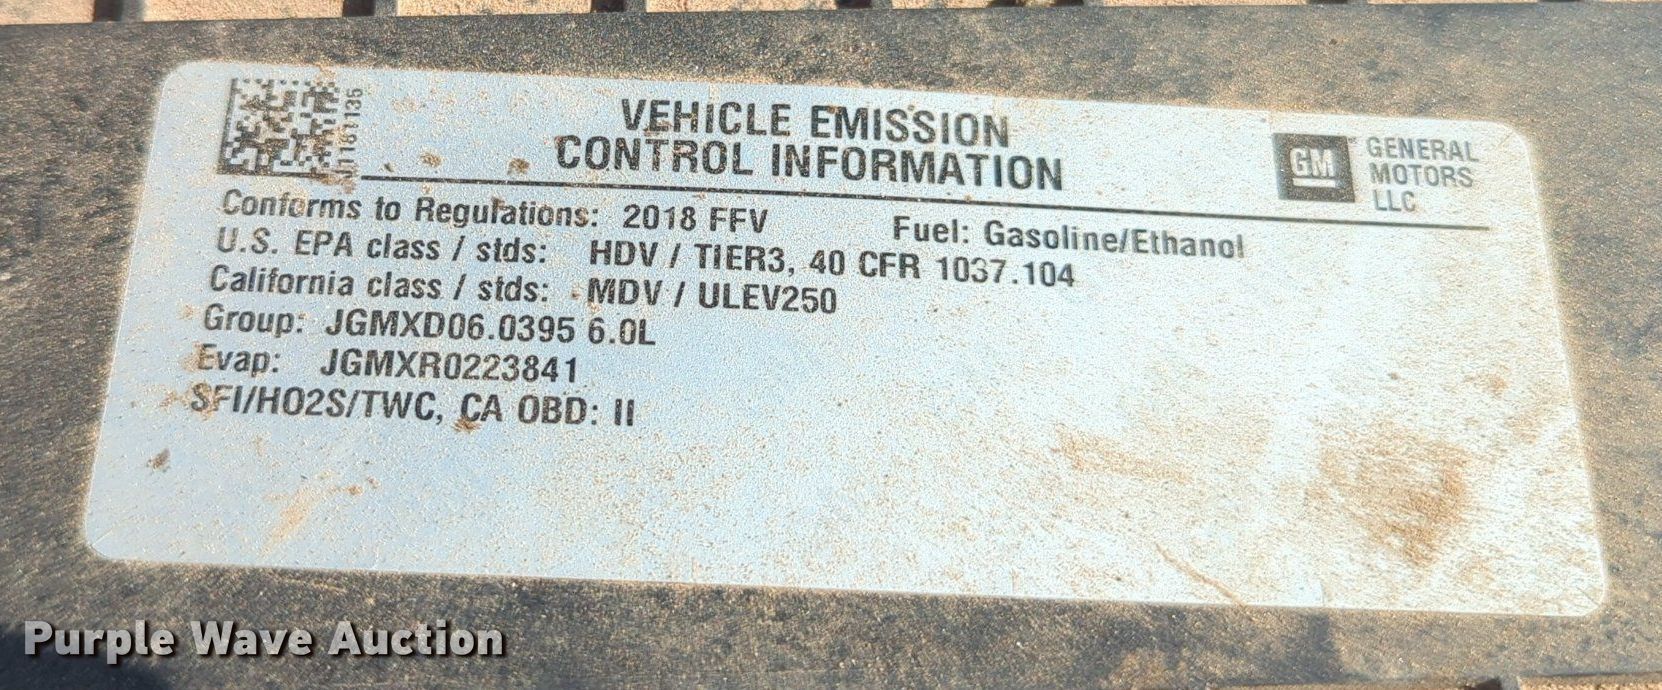 J1161135
VEHICLE EMISSION
CONTROL INFORMATION
GM
GENERAL
MOTORS
LLC
Conforms to Regulations: 2018 FFV Fuel: Gasoline/Ethanol
U.S. EPA class / stds: HDV / TIER3, 40 CFR 1037.104
California class / stds: MDV / ULEV250
Group: JGMXD06.0395 6.0L
Evap: JGMXR0223841
SFI/HO2S/TWC, CA OBD: II
Purple Wave Auction